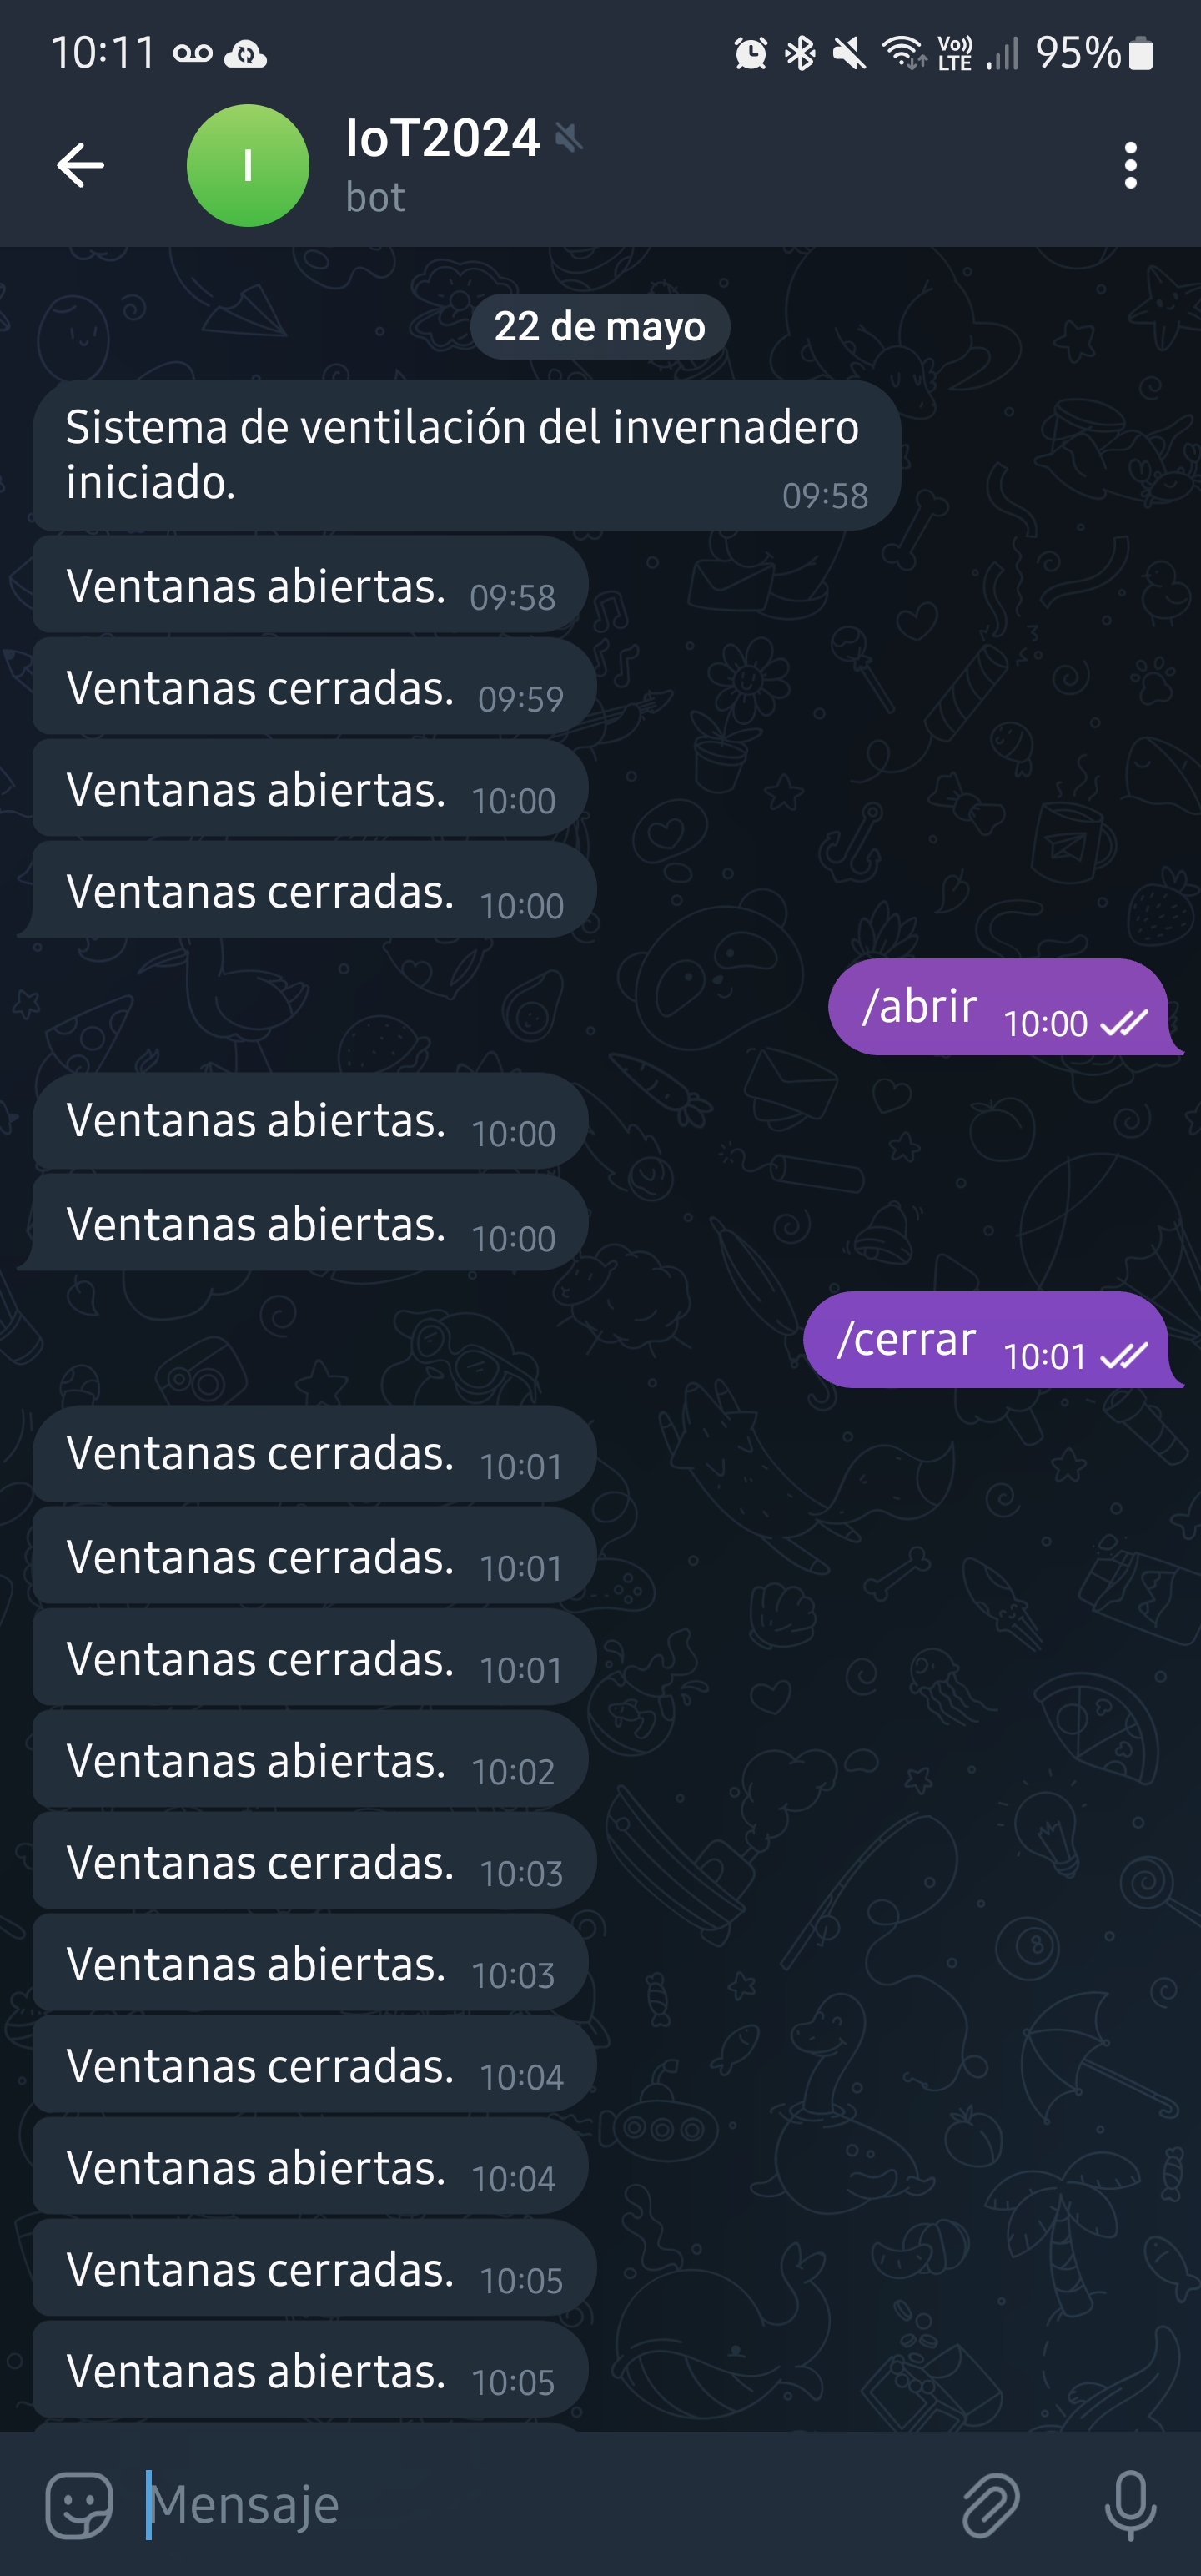 10:11
Vo)) LTE
95%
I
IoT2024
bot
22 de mayo
Sistema de ventilación del invernadero
iniciado. 09:58
Ventanas abiertas. 09:58
Ventanas cerradas. 09:59
Ventanas abiertas. 10:00
Ventanas cerradas. 10:00
/abrir 10:00
Ventanas abiertas. 10:00
Ventanas abiertas. 10:00
/cerrar 10:01
Ventanas cerradas. 10:01
Ventanas cerradas. 10:01
Ventanas cerradas. 10:01
Ventanas abiertas. 10:02
Ventanas cerradas. 10:03
Ventanas abiertas. 10:03
Ventanas cerradas. 10:04
Ventanas abiertas. 10:04
Ventanas cerradas. 10:05
Ventanas abiertas. 10:05
Mensaje